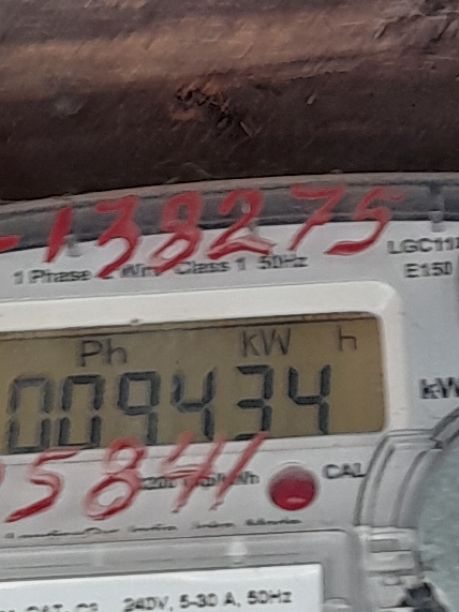 -138275
LGC11
1 Phase 2 Wire Class 1 50Hz
E150
Ph kW h
009434
kW
5841
CAL
240V, 5-30 A, 50Hz